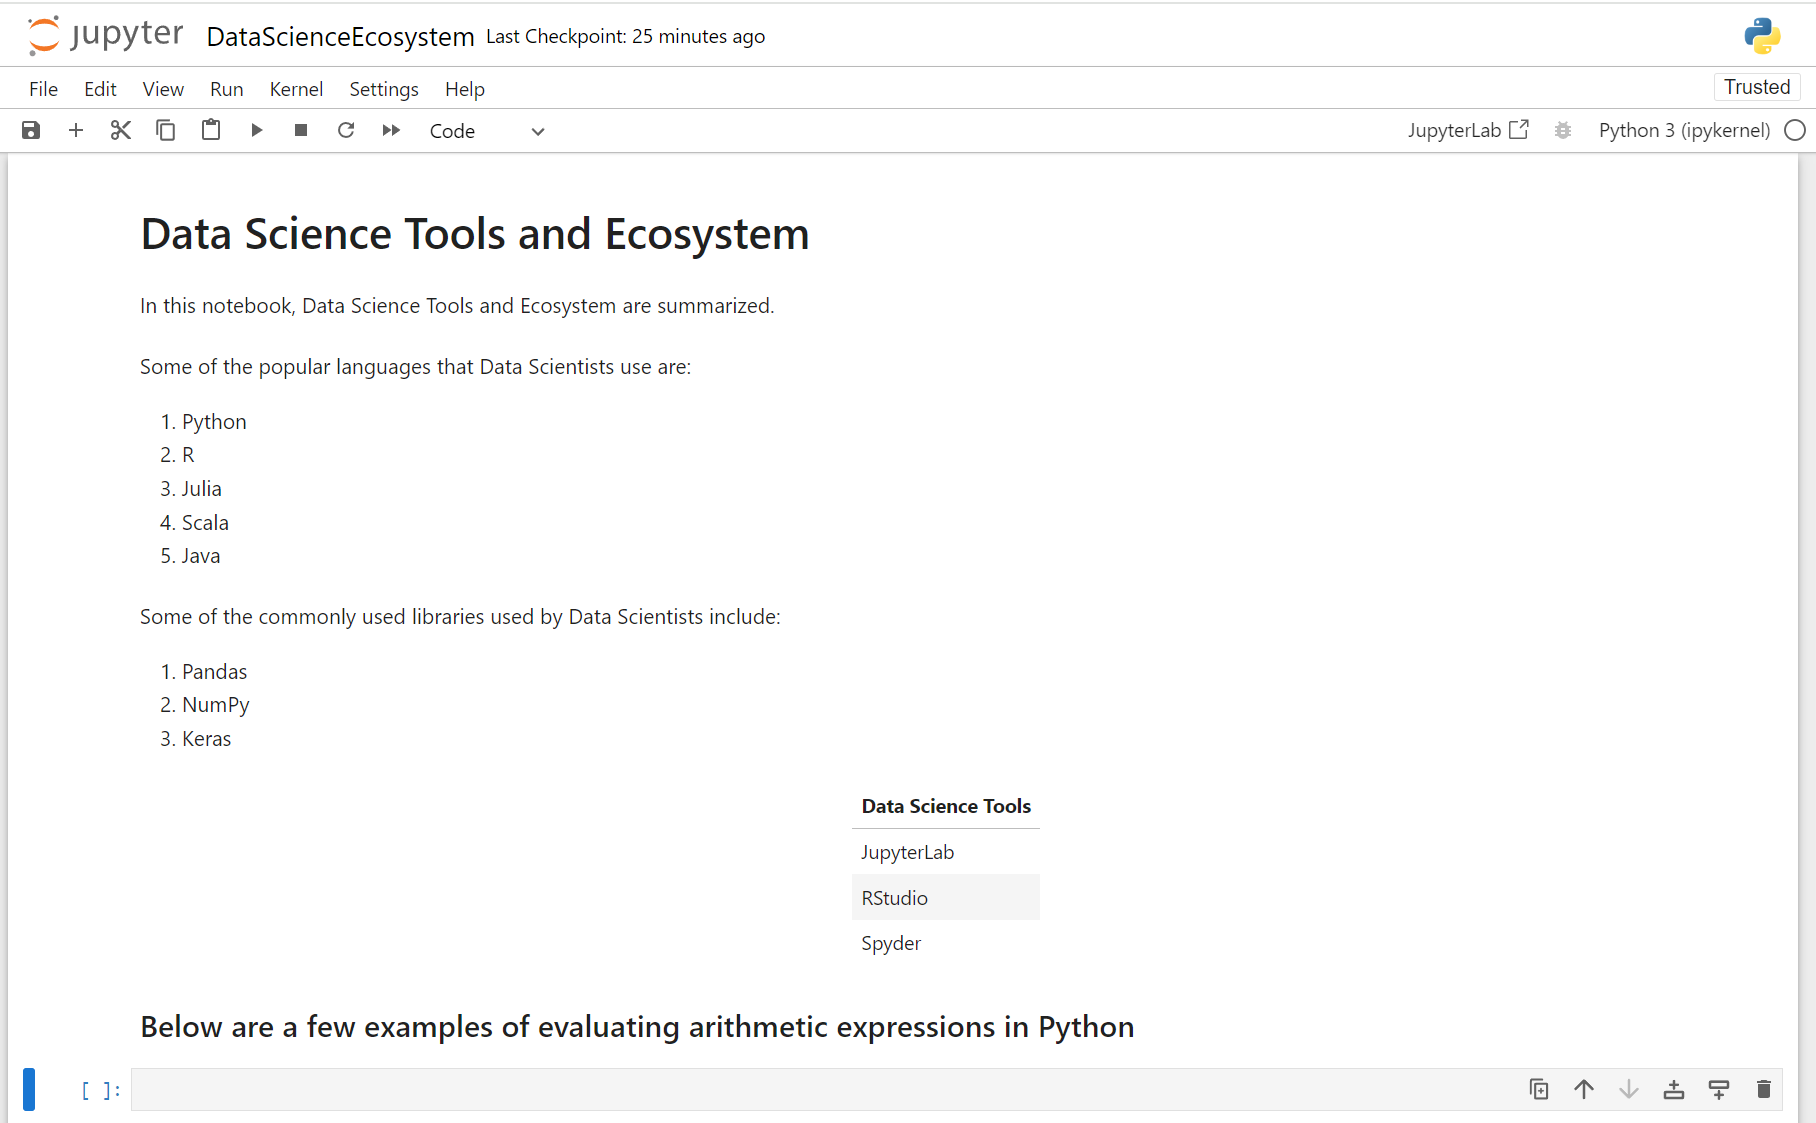 jupyter DataScienceEcosystem Last Checkpoint: 25 minutes ago
File Edit View Run Kernel Settings Help Trusted
Code JupyterLab Python 3 (ipykernel)
Data Science Tools and Ecosystem
In this notebook, Data Science Tools and Ecosystem are summarized.
Some of the popular languages that Data Scientists use are:
1. Python
2. R
3. Julia
4. Scala
5. Java
Some of the commonly used libraries used by Data Scientists include:
1. Pandas
2. NumPy
3. Keras
Data Science Tools
JupyterLab
RStudio
Spyder
Below are a few examples of evaluating arithmetic expressions in Python
[ ]: